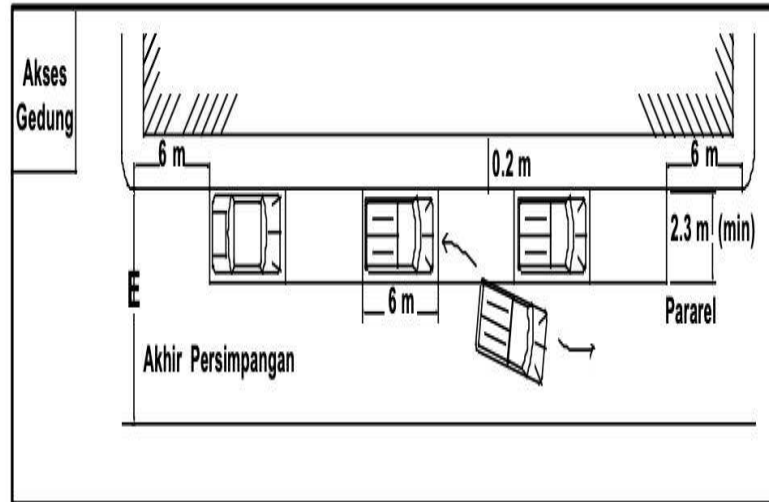 Akses
Gedung
6 m
0.2 m
6 m
2.3 m (min)
E
6 m
Pararel
Akhir Persimpangan